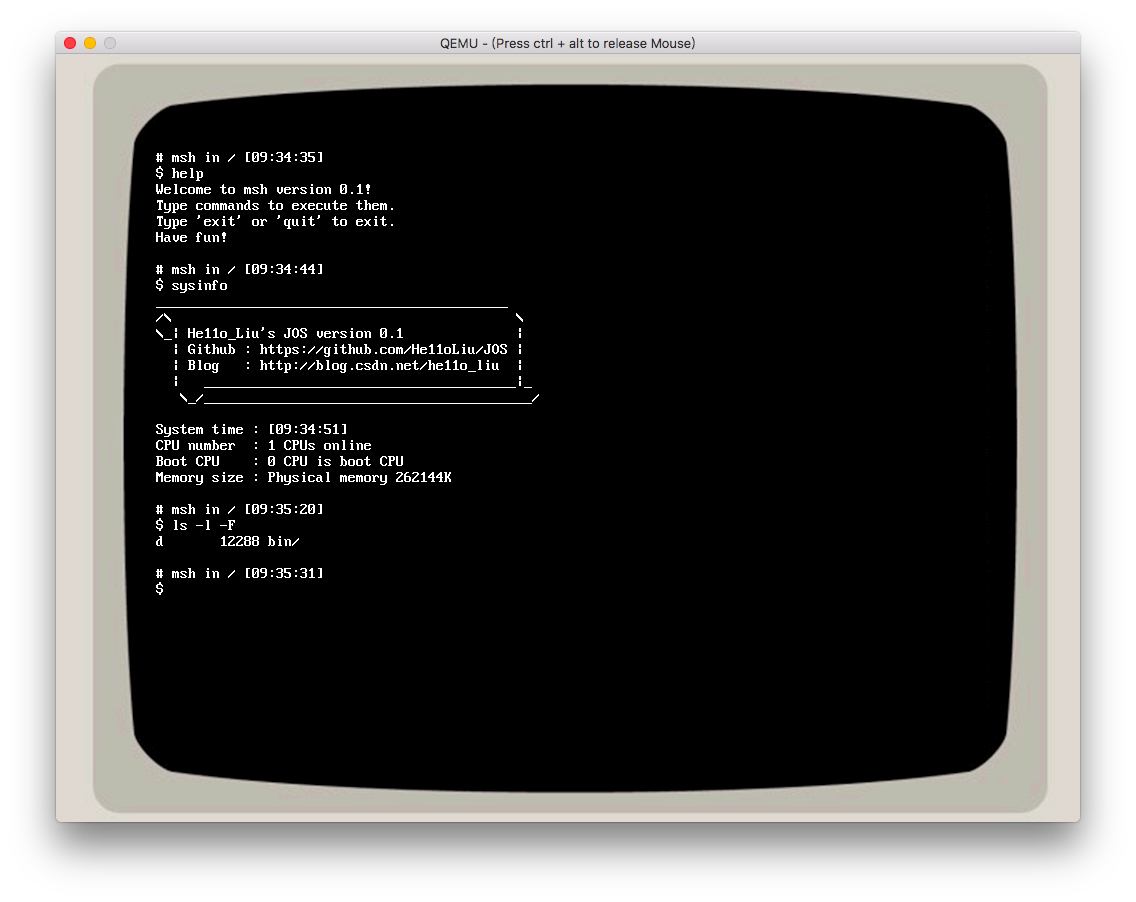 QEMU - (Press ctrl + alt to release Mouse)
# msh in / [09:34:35]
$ help
Welcome to msh version 0.1!
Type commands to execute them.
Type 'exit' or 'quit' to exit.
Have fun!
# msh in / [09:34:44]
$ sysinfo
He11o_Liu's JOS version 0.1
Github : https://github.com/He11oLiu/JOS
Blog   : http://blog.csdn.net/he11o_liu
System time : [09:34:51]
CPU number  : 1 CPUs online
Boot CPU    : 0 CPU is boot CPU
Memory size : Physical memory 262144K
# msh in / [09:35:20]
$ ls -l -F
d       12288 bin/
# msh in / [09:35:31]
$